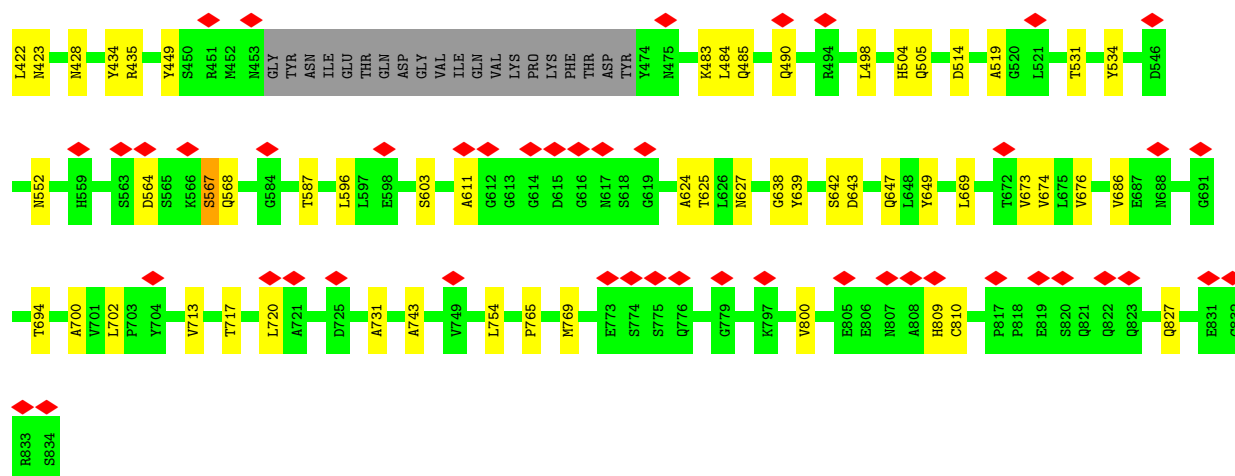 L422 N423 N428 Y434 R435 Y449 S450 R451 M452 N453 GLY TYR ASN ILE GLU THR GLN ASP GLY VAL ILE GLN VAL LYS PRO LYS PHE THR ASP TYR Y474 N475 K483 L484 Q485 Q490 R494 L498 H504 Q505 D514 A519 G520 L521 T531 Y534 D546
N552 H559 S563 D564 S565 K566 S567 Q568 G584 T587 L596 L597 E598 S603 A611 G612 G613 G614 D615 G616 N617 S618 G619 A624 T625 L626 N627 G638 Y639 S642 D643 Q647 L648 Y649 L669 T672 V673 V674 L675 V676 V686 E687 N688 G691
T694 A700 V701 L702 P703 Y704 V713 T717 L720 A721 D725 A731 A743 V749 L754 P765 M769 E773 S774 S775 Q776 G779 K797 V800 E805 E806 N807 A808 H809 C810 P817 P818 E819 S820 Q821 Q822 Q823 Q827 E831
R833 S834